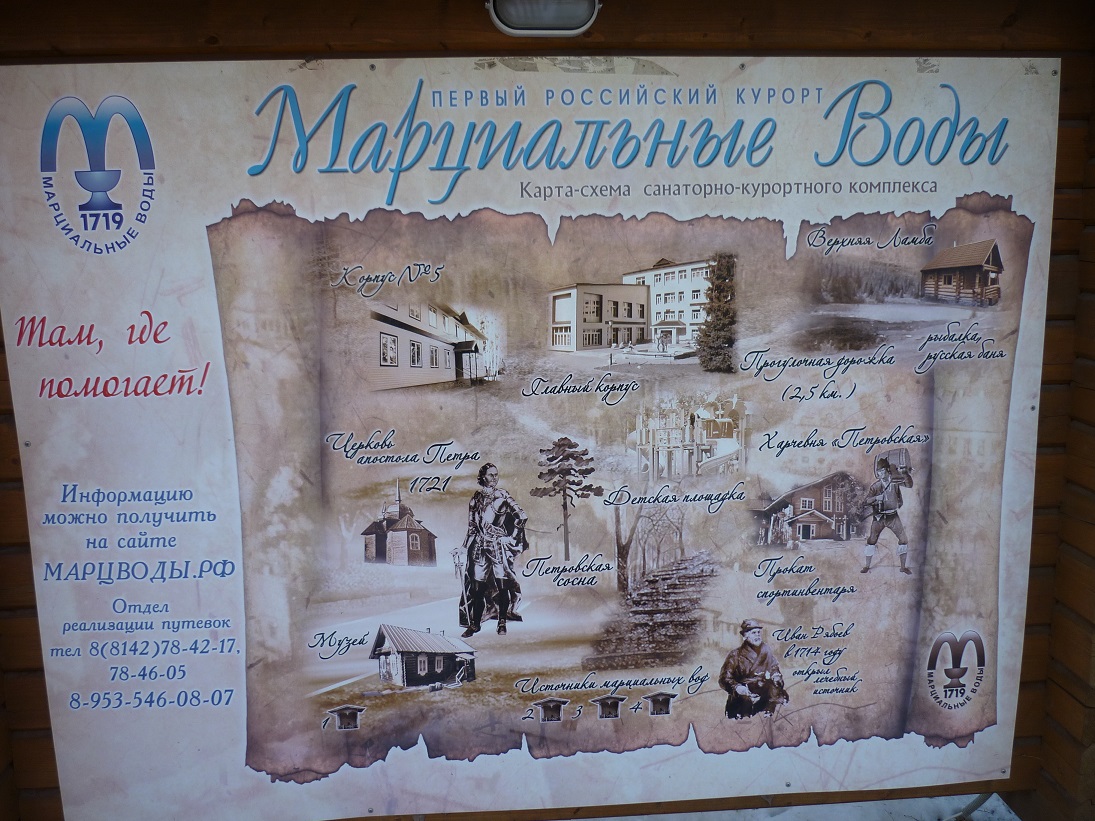 ПЕРВЫЙ РОССИЙСКИЙ КУРОРТ
Марциальные Воды
Карта-схема санаторно-курортного комплекса
1719
МАРЦИАЛЬНЫЕ ВОДЫ
Там, где
помогает!
Информацию
можно получить
на сайте
МАРЦВОДЫ.РФ
Отдел
реализации путевок
тел 8(8142)78-42-17,
78-46-05
8-953-546-08-07
Корпус №5
Главный корпус
Верхняя Ламба
рыбалка,
русская баня
Прогулочная дорожка
(2,5 км.)
Церковь
апостола Петра
1721
Петровская
сосна
Детская площадка
Харчевня «Петровская»
Прокат
спортинвентаря
Музей
Источники марциальных вод
1
2 3 4
Иван Рябоев
в 1714 году
открыл
лечебный
источник
1719
МАРЦИАЛЬНЫЕ ВОДЫ